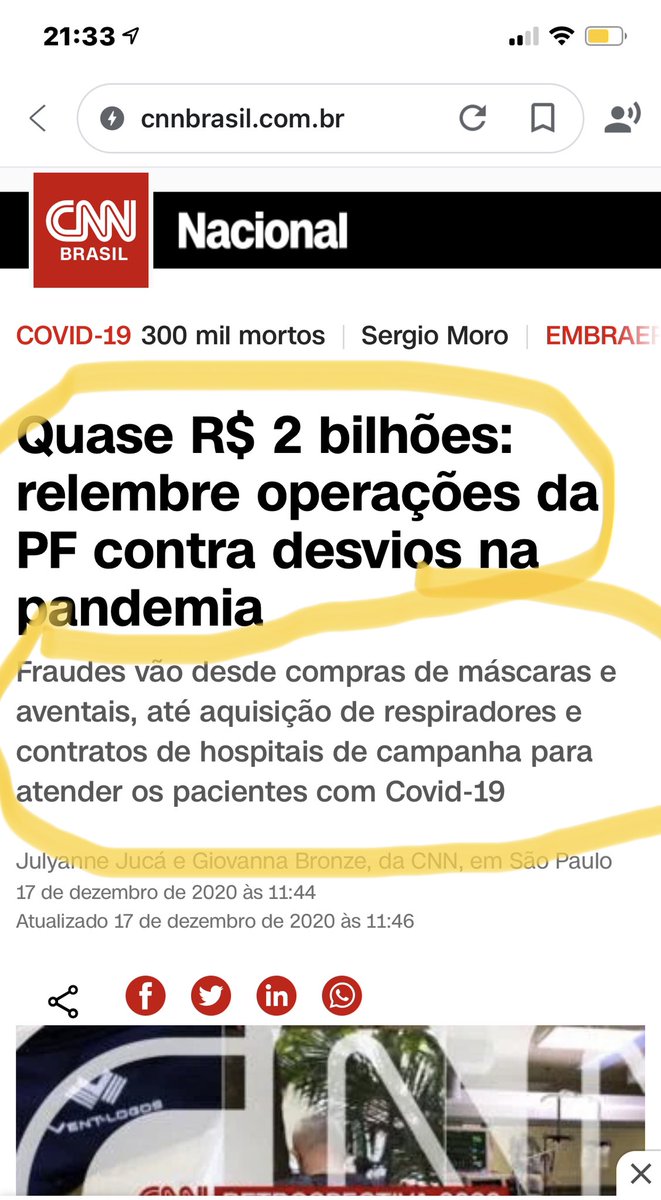 21:33
cnnbrasil.com.br
CNN
BRASIL
Nacional
COVID-19 300 mil mortos | Sergio Moro | EMBRAER
Quase R$ 2 bilhões:
relembre operações da
PF contra desvios na
pandemia
Fraudes vão desde compras de máscaras e
aventais, até aquisição de respiradores e
contratos de hospitais de campanha para
atender os pacientes com Covid-19
Julyanne Jucá e Giovanna Bronze, da CNN, em São Paulo
17 de dezembro de 2020 às 11:44
Atualizado 17 de dezembro de 2020 às 11:46
VENT-LOGOS